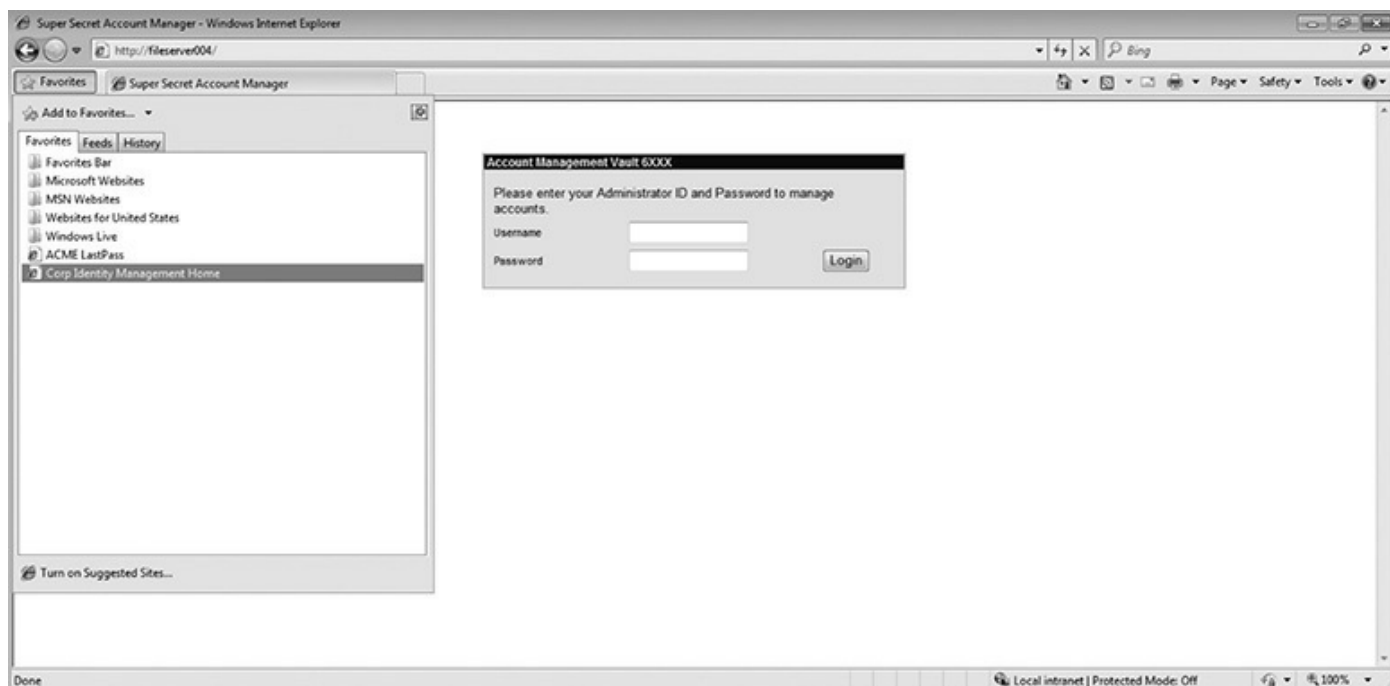 Super Secret Account Manager - Windows Internet Explorer
http://fileserver004/
Bing
Favorites
Super Secret Account Manager
Page Safety Tools
Add to Favorites...
Favorites Feeds History
Favorites Bar
Microsoft Websites
MSN Websites
Websites for United States
Windows Live
ACME LastPass
Corp Identity Management Home
Turn on Suggested Sites...
Account Management Vault 6XXX
Please enter your Administrator ID and Password to manage
accounts.
Username
Password
Login
Done
Local intranet | Protected Mode: Off
100%